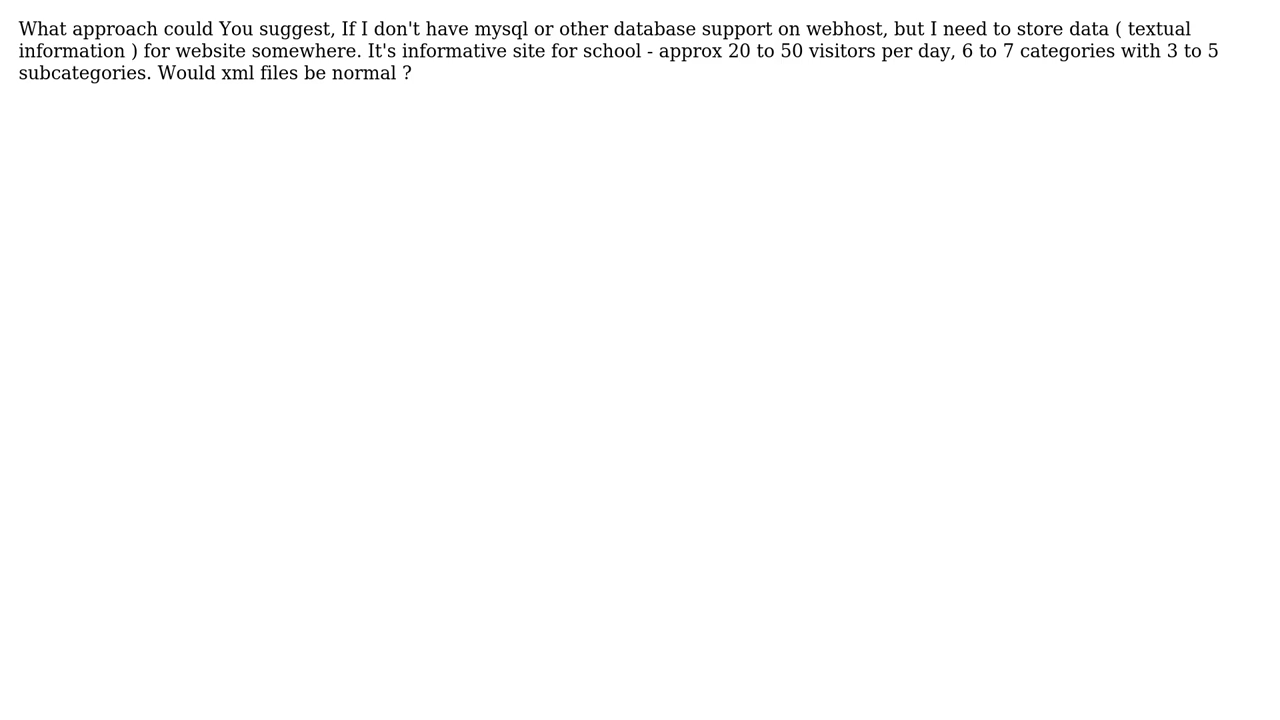 What approach could You suggest, If I don't have mysql or other database support on webhost, but I need to store data ( textual
information ) for website somewhere. It's informative site for school - approx 20 to 50 visitors per day, 6 to 7 categories with 3 to 5
subcategories. Would xml files be normal ?